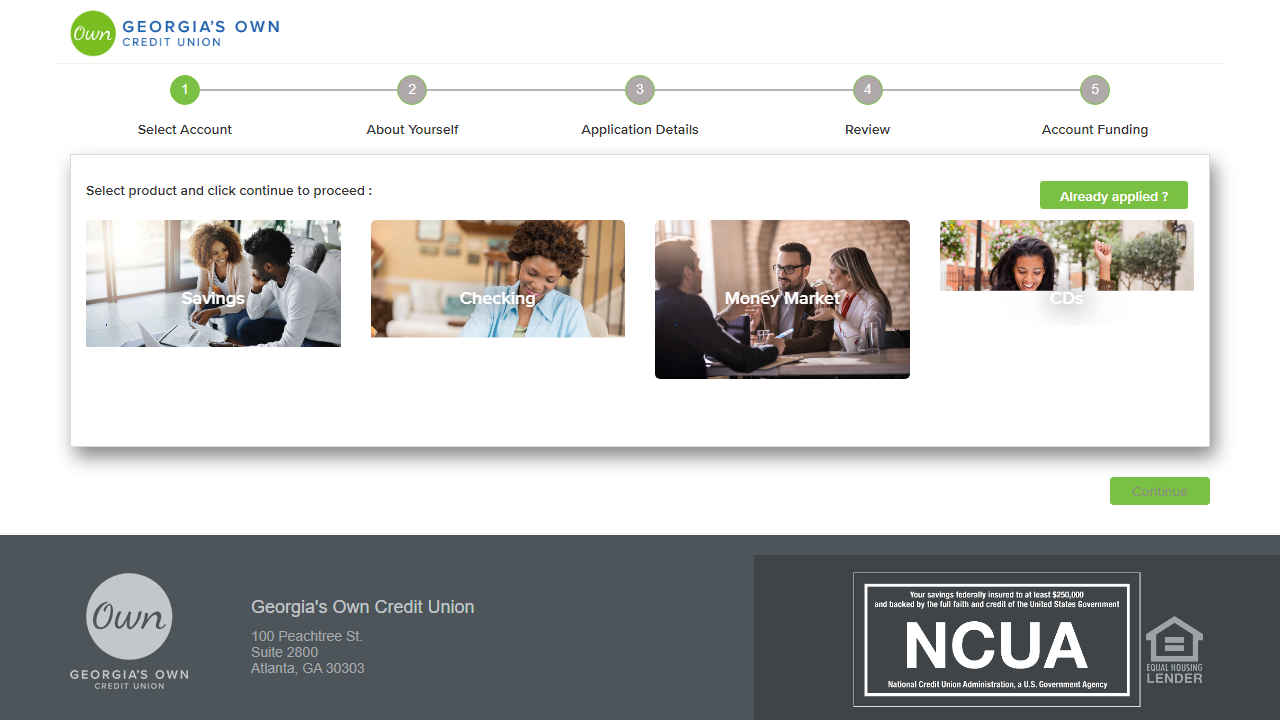 Own
GEORGIA'S OWN
CREDIT UNION
1
2
3
4
5
Select Account
About Yourself
Application Details
Review
Account Funding
Select product and click continue to proceed :
Already applied ?
Savings
Checking
Money Market
CDs
Continue
Own
GEORGIA'S OWN
CREDIT UNION
Georgia's Own Credit Union
100 Peachtree St.
Suite 2800
Atlanta, GA 30303
Your savings federally insured to at least $250,000
and backed by the full faith and credit of the United States Government
NCUA
National Credit Union Administration, a U.S. Government Agency
EQUAL HOUSING
LENDER